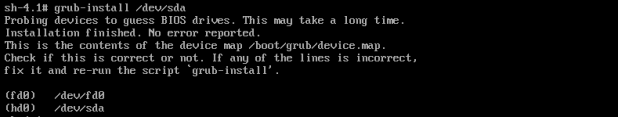 sh-4.1# grub-install /dev/sda
Probing devices to guess BIOS drives. This may take a long time.
Installation finished. No error reported.
This is the contents of the device map /boot/grub/device.map.
Check if this is correct or not. If any of the lines is incorrect,
fix it and re-run the script `grub-install'.
(fd0) /dev/fd0
(hd0) /dev/sda